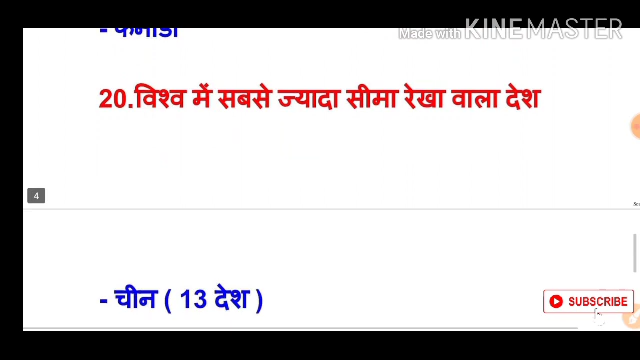 - कनाडा
Made with KINEMASTER
20.विश्व में सबसे ज्यादा सीमा रेखा वाला देश
4
- चीन ( 13 देश )
SUBSCRIBE